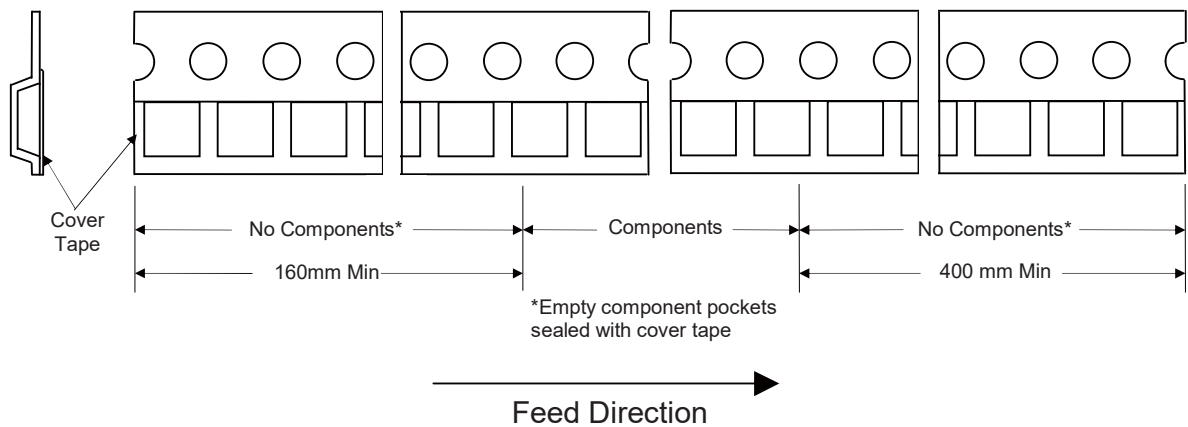 Cover
Tape
No Components*
Components
No Components*
160mm Min
400 mm Min
*Empty component pockets
sealed with cover tape
Feed Direction